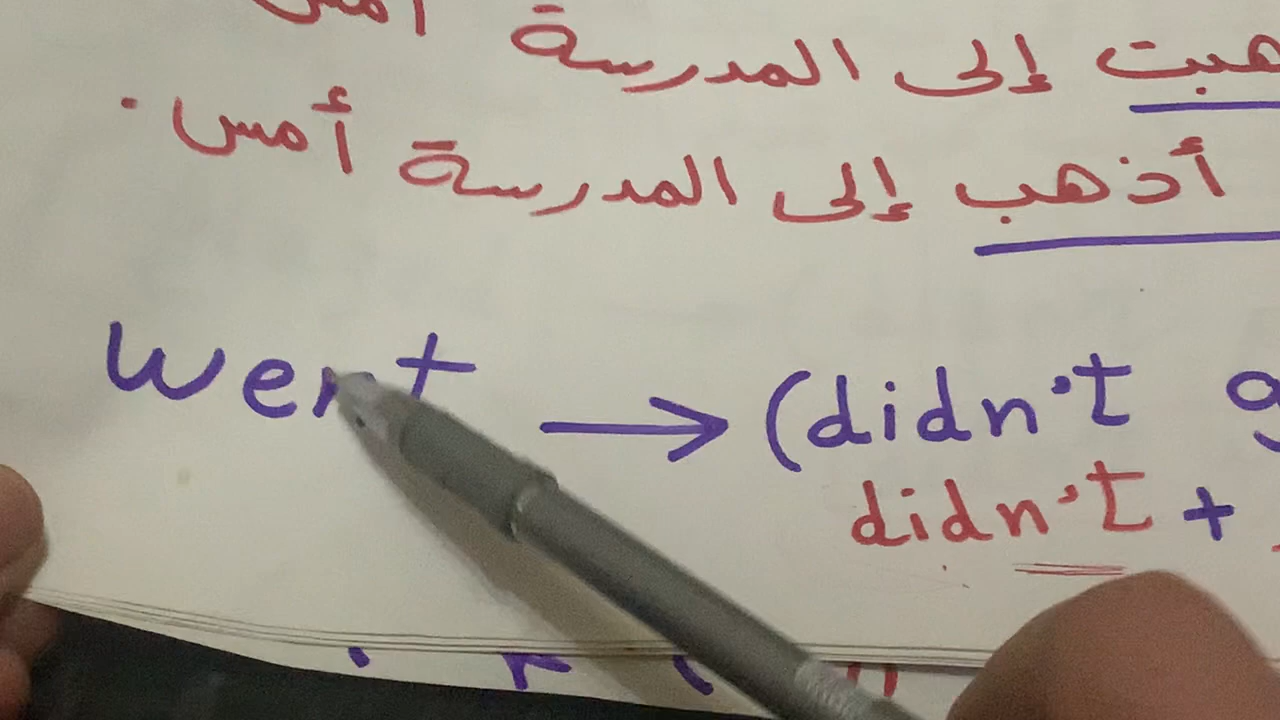 إلى المدرسة
أذهب إلى المدرسة أمس.
went → (didn't
didn't +